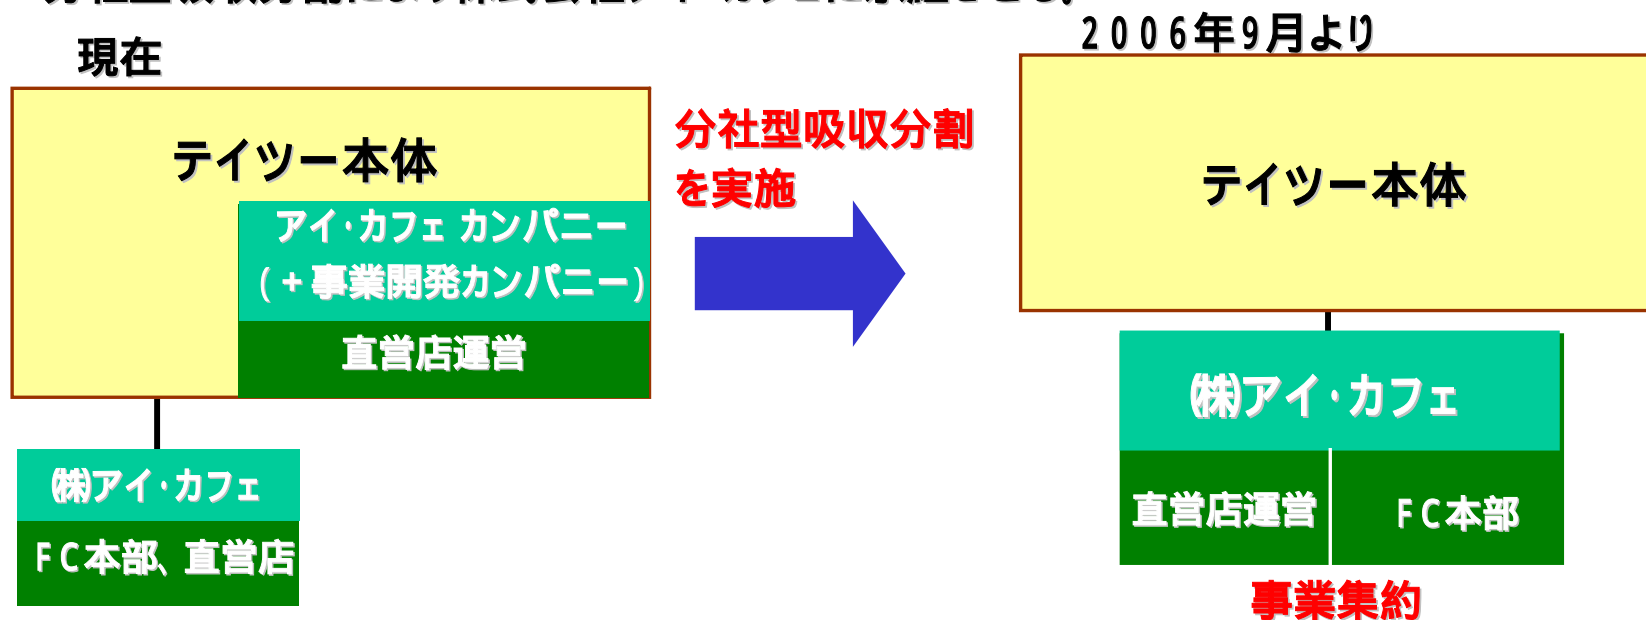 現在
テイツー本体
アイ・カフェ カンパニー
(+事業開発カンパニー)
直営店運営
㈱アイ・カフェ
FC本部、直営店
分社型吸収分割
を実施
2006年9月より
テイツー本体
㈱アイ・カフェ
直営店運営
FC本部
事業集約